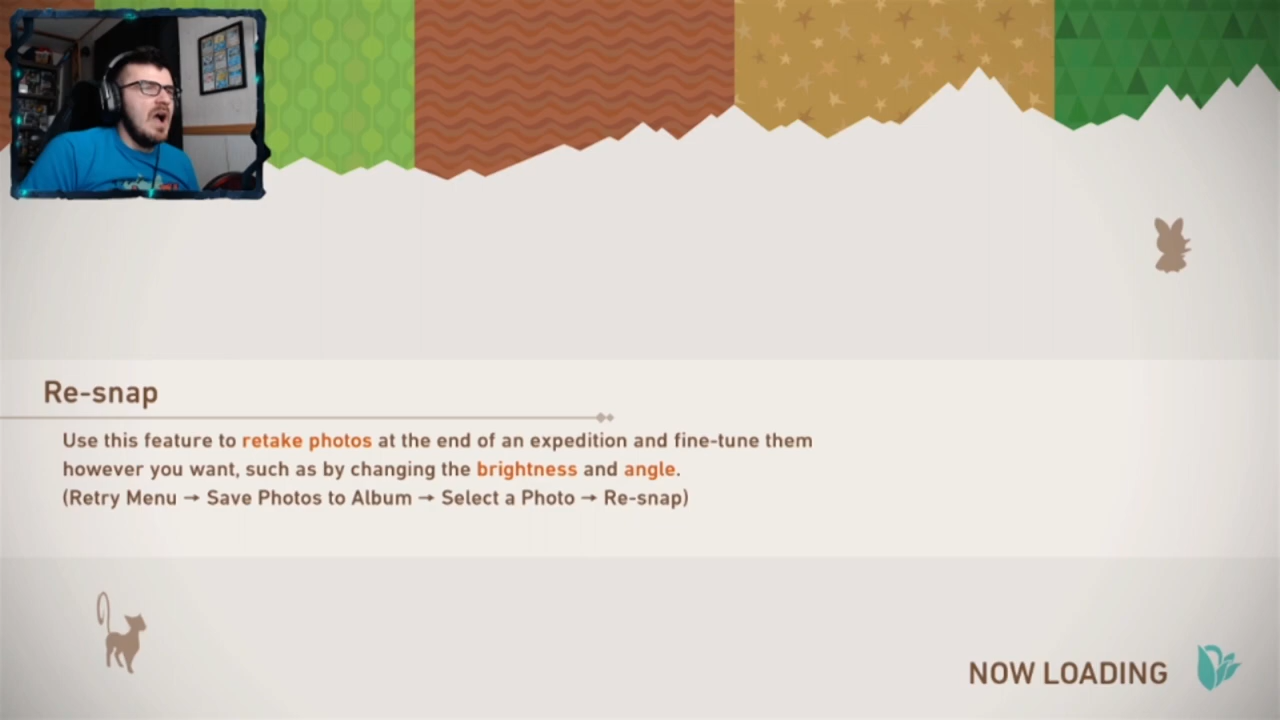 Re-snap
Use this feature to retake photos at the end of an expedition and fine-tune them
however you want, such as by changing the brightness and angle.
(Retry Menu → Save Photos to Album → Select a Photo → Re-snap)
NOW LOADING